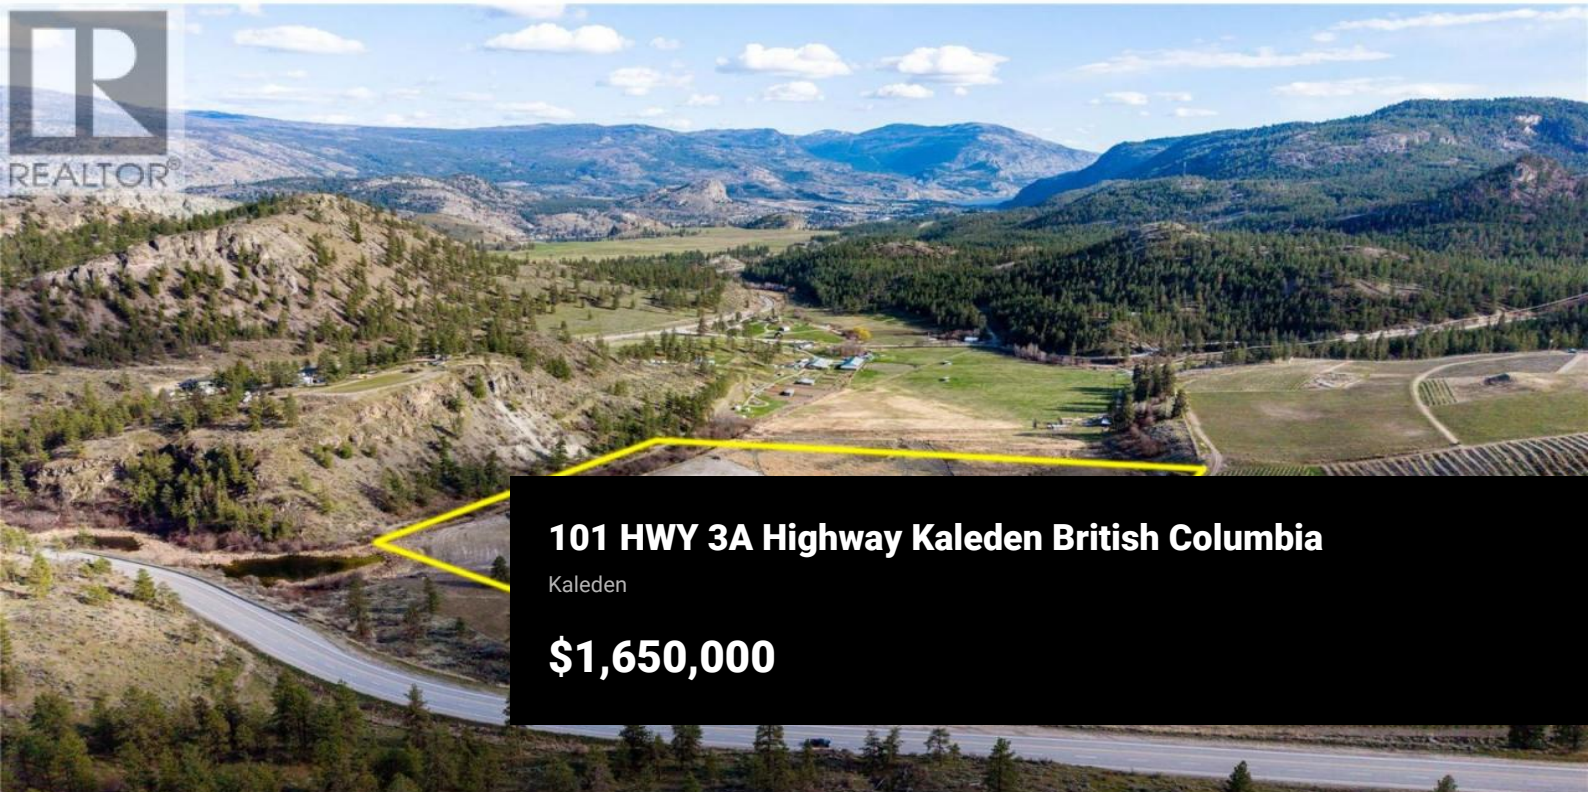 R
REALTOR®
101 HWY 3A Highway Kaleden British Columbia
Kaleden
$1,650,000